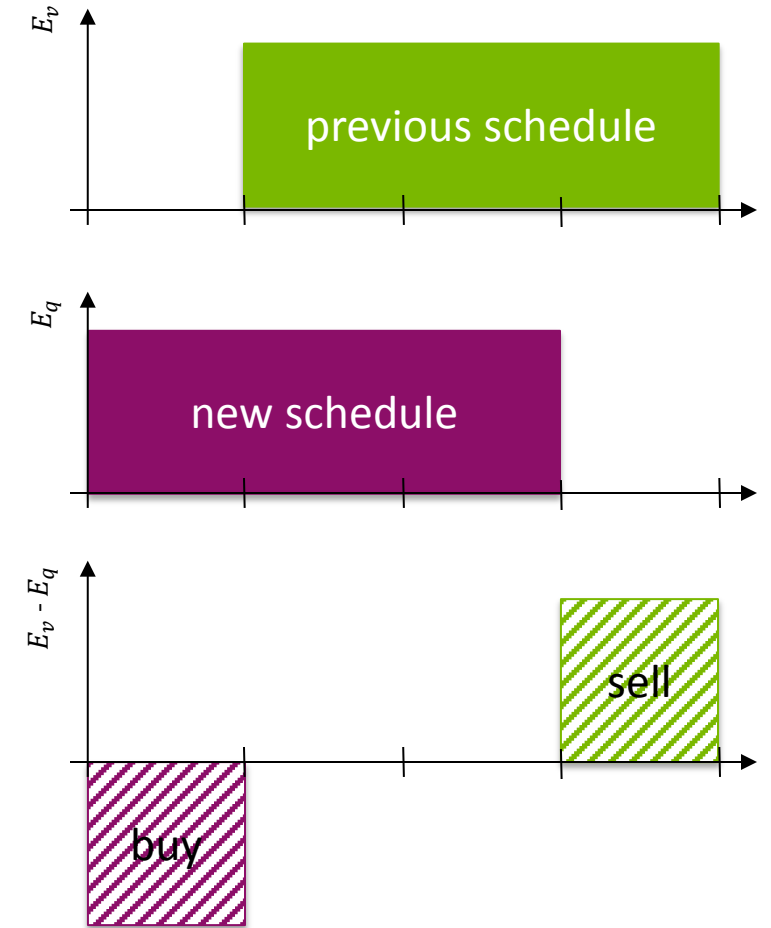 E_v
previous schedule
E_q
new schedule
E_v - E_q
sell
buy